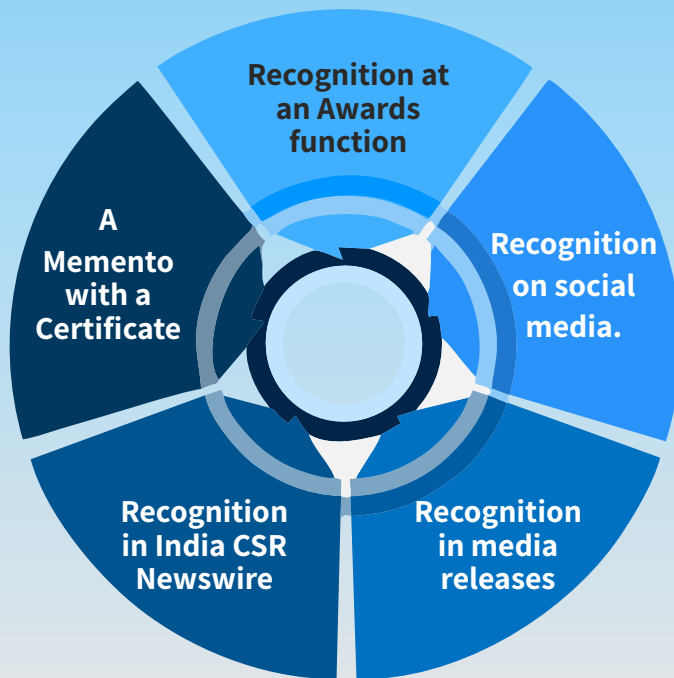 Recognition at
an Awards
function
Recognition
on social
media.
Recognition
in media
releases
Recognition
in India CSR
Newswire
A
Memento
with a
Certificate